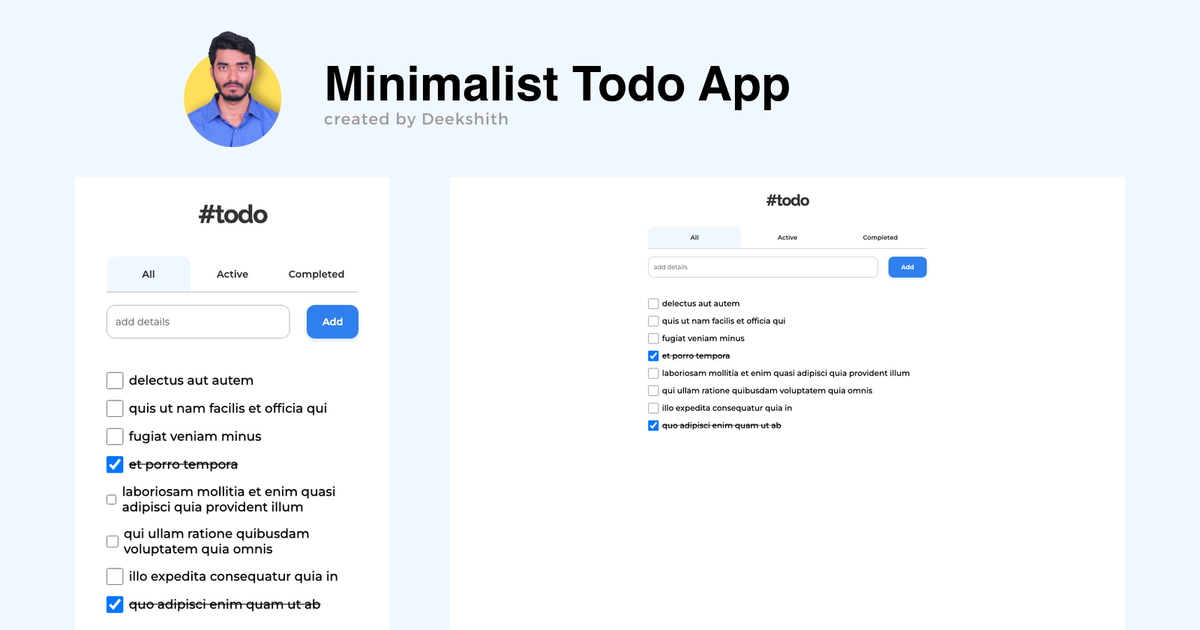 Minimalist Todo App
created by Deekshith
#todo
All
Active
Completed
add details
Add
delectus aut autem
quis ut nam facilis et officia qui
fugiat veniam minus
et porro tempora
laboriosam mollitia et enim quasi
adipisci quia provident illum
qui ullam ratione quibusdam
voluptatem quia omnis
illo expedita consequatur quia in
quo adipisci enim quam ut ab
#todo
All
Active
Completed
add details
Add
delectus aut autem
quis ut nam facilis et officia qui
fugiat veniam minus
et porro tempora
laboriosam mollitia et enim quasi adipisci quia provident illum
qui ullam ratione quibusdam voluptatem quia omnis
illo expedita consequatur quia in
quo adipisci enim quam ut ab